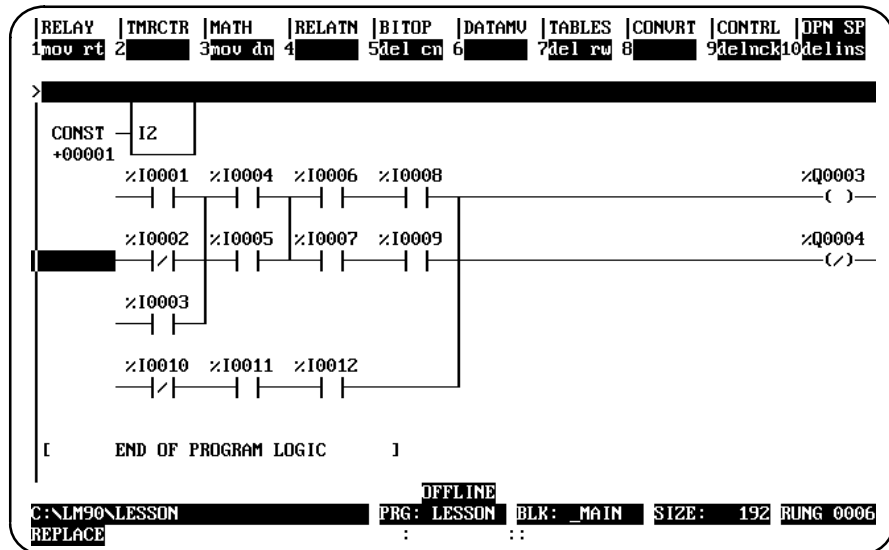 |RELAY |TMRCTR |MATH |RELATN |BITOP |DATAMV |TABLES |CONVRT |CONTRL |OPN SP
1mov rt 2 3mov dn 4 5del cn 6 7del rw 8 9delnck10delins
>
CONST I2
+00001
%I0001 %I0004 %I0006 %I0008 %Q0003
%I0002 %I0005 %I0007 %I0009 %Q0004
%I0003
%I0010 %I0011 %I0012
[ END OF PROGRAM LOGIC ]
OFFLINE
C:\LM90\LESSON PRG: LESSON BLK: _MAIN SIZE: 192 RUNG 0006
REPLACE : ::